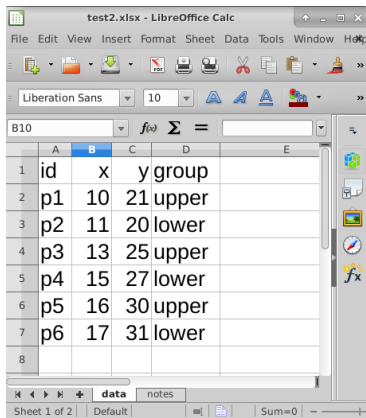 test2.xlsx - LibreOffice Calc
File Edit View Insert Format Sheet Data Tools Window
Liberation Sans 10
B10 f(x) Σ =
A B C D E
1 id x y group
2 p1 10 21 upper
3 p2 11 20 lower
4 p3 13 25 upper
5 p4 15 27 lower
6 p5 16 30 upper
7 p6 17 31 lower
8
data notes
Sheet 1 of 2 Default Sum=0